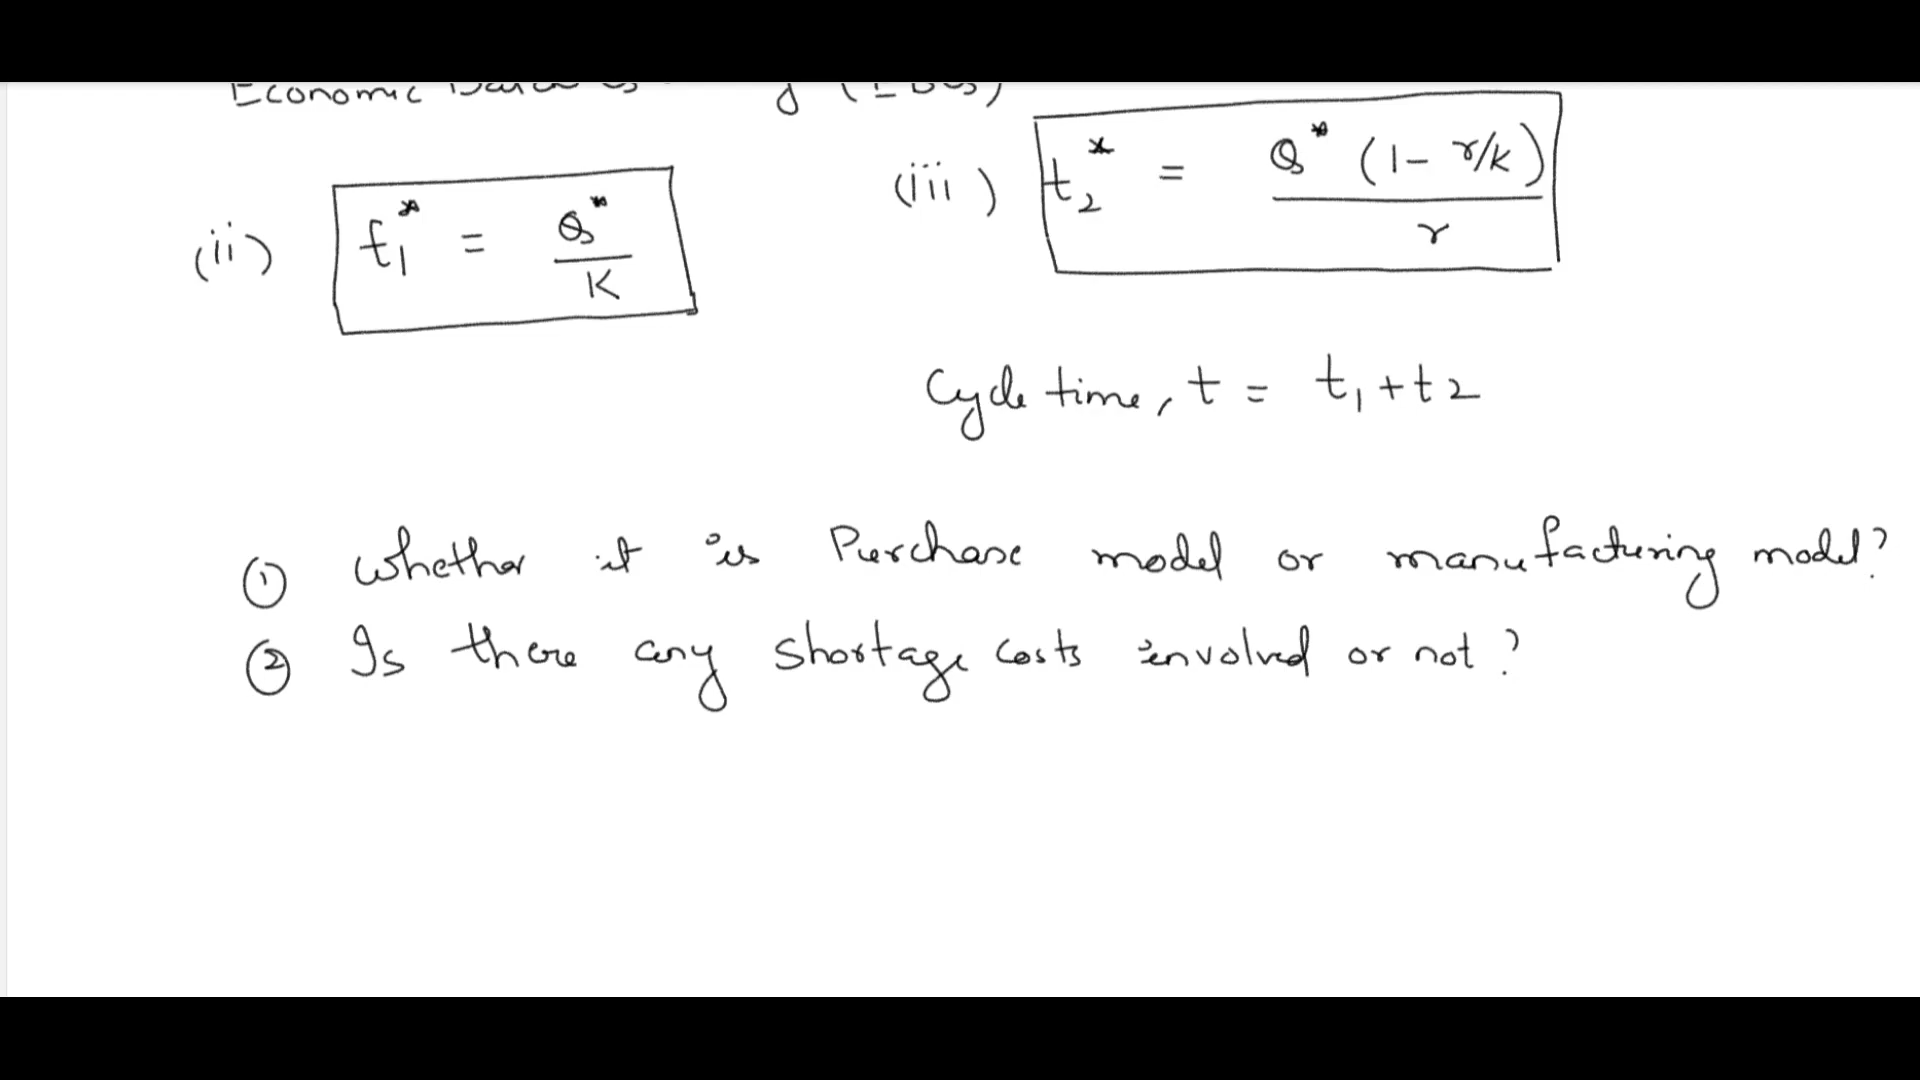 Economic
(ii) t₁* = Q*/K
(iii) t₂* = Q* (1 - r/k) / r
Cycle time, t = t₁ + t2
① Whether it is Purchase model or manufacturing model?
② Is there any shortage costs involved or not?